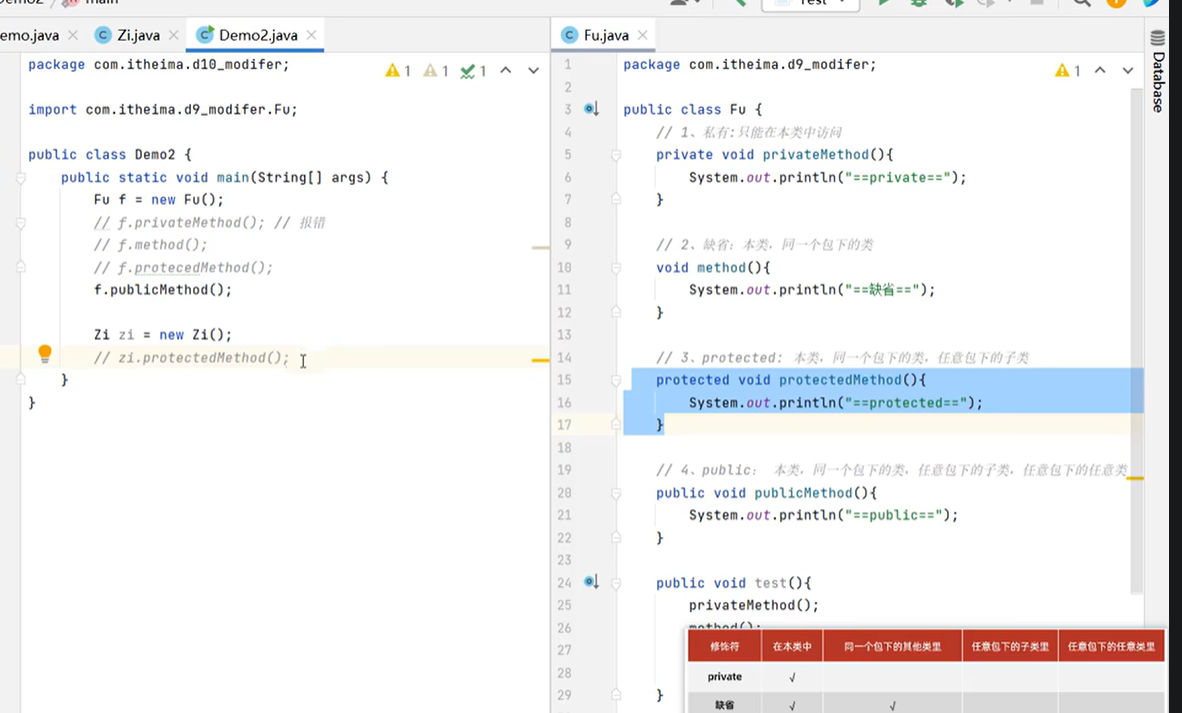 main
Test
emo.java
Zi.java
Demo2.java
Fu.java
Database
1
1
1
package com.itheima.d10_modifer;
import com.itheima.d9_modifer.Fu;
public class Demo2 {
public static void main(String[] args) {
Fu f = new Fu();
// f.privateMethod(); // 报错
// f.method();
// f.protecedMethod();
f.publicMethod();
Zi zi = new Zi();
// zi.protectedMethod();
}
}
1
1 package com.itheima.d9_modifer;
2
3 public class Fu {
4 // 1、私有:只能在本类中访问
5 private void privateMethod(){
6 System.out.println("==private==");
7 }
8
9 // 2、缺省: 本类，同一个包下的类
10 void method(){
11 System.out.println("==缺省==");
12 }
13
14 // 3、protected: 本类，同一个包下的类，任意包下的子类
15 protected void protectedMethod(){
16 System.out.println("==protected==");
17 }
18
19 // 4、public： 本类，同一个包下的类，任意包下的子类，任意包下的任意类
20 public void publicMethod(){
21 System.out.println("==public==");
22 }
23
24 public void test(){
25 privateMethod();
26 method();
27
28
29 }
修饰符 在本类中 同一个包下的其他类里 任意包下的子类里 任意包下的任意类里
private √
缺省 √ √